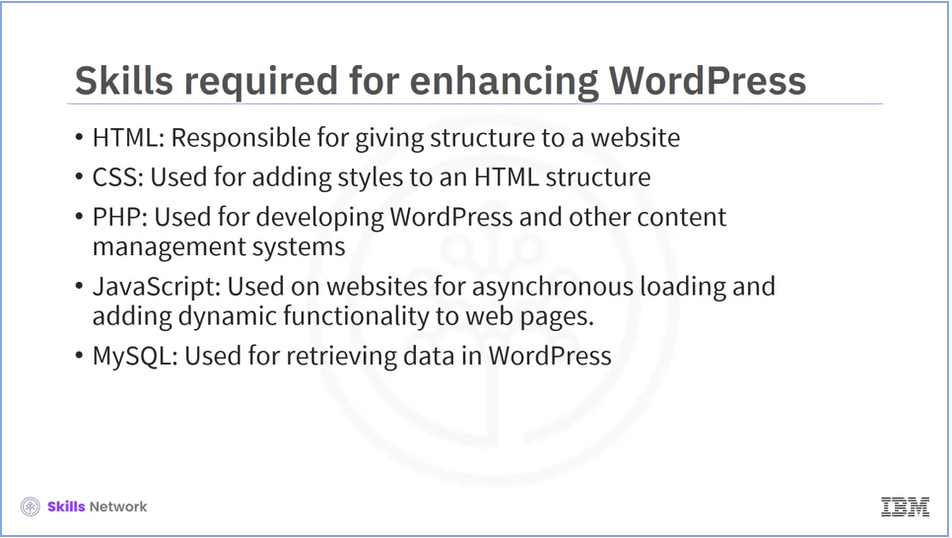 Skills required for enhancing WordPress
• HTML: Responsible for giving structure to a website
• CSS: Used for adding styles to an HTML structure
• PHP: Used for developing WordPress and other content
management systems
• JavaScript: Used on websites for asynchronous loading and
adding dynamic functionality to web pages.
• MySQL: Used for retrieving data in WordPress
Skills Network
IBM